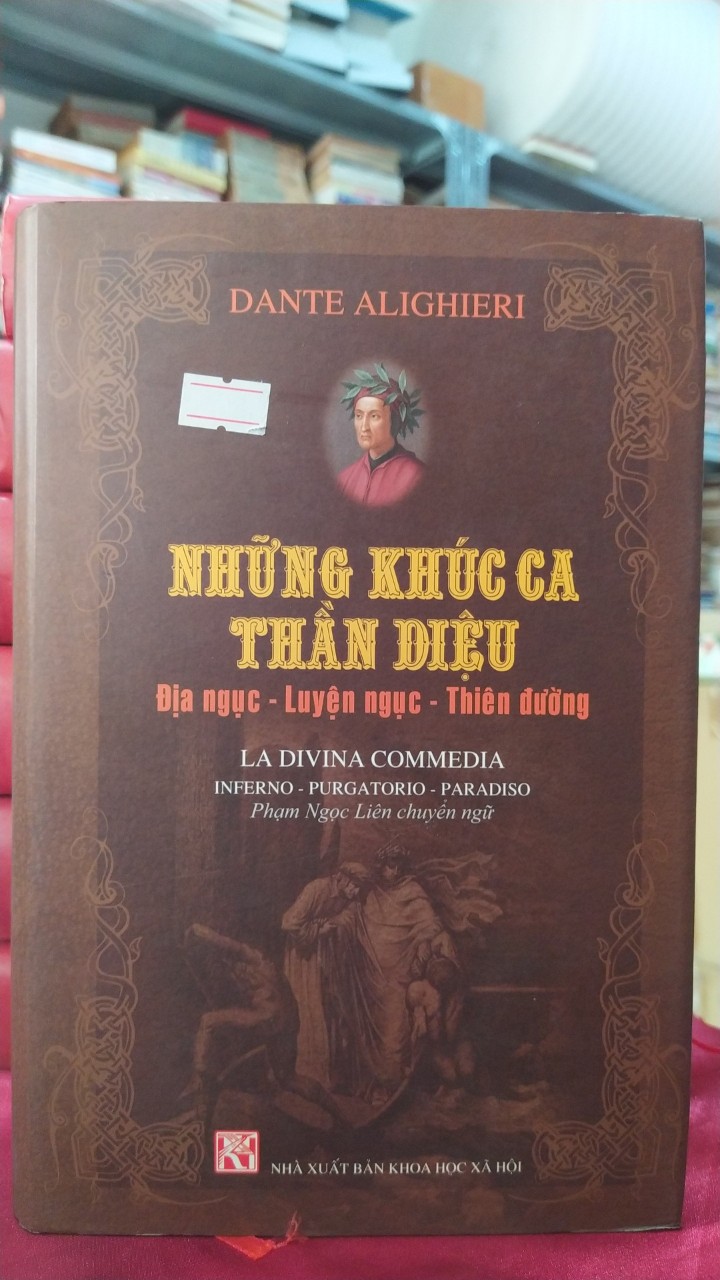 DANTE ALIGHIERI
NHỮNG KHÚC CA
THẦN DIỆU
Địa ngục - Luyện ngục - Thiên đường
LA DIVINA COMMEDIA
INFERNO - PURGATORIO - PARADISO
Phạm Ngọc Liên chuyển ngữ
NHÀ XUẤT BẢN KHOA HỌC XÃ HỘI